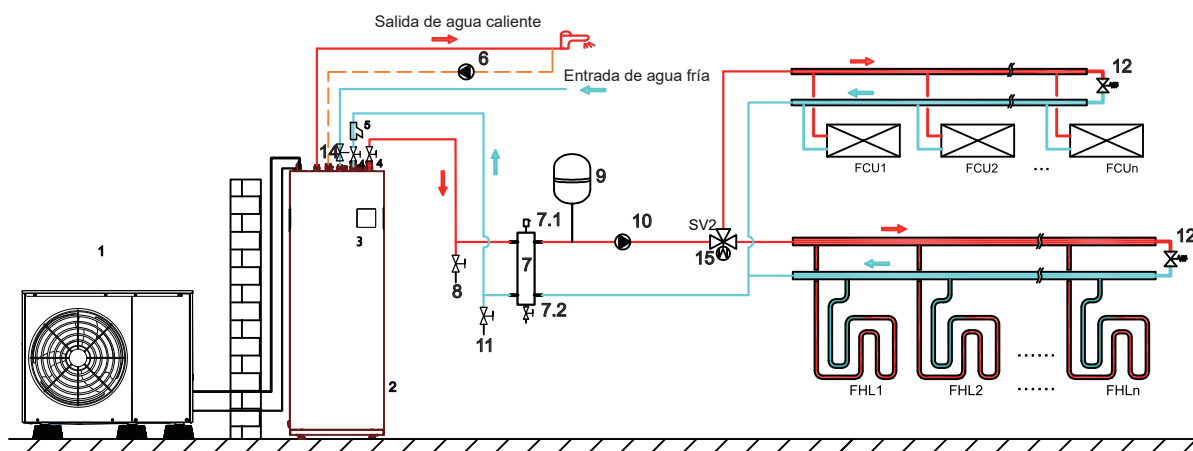 Salida de agua caliente
6
Entrada de agua fría
12
5
14
4
4
FCU1
FCU2
....
FCUn
9
7.1
10
SV2
3
1
7
15
12
8
7.2
11
2
......
FHL1
FHL2
......
FHLn